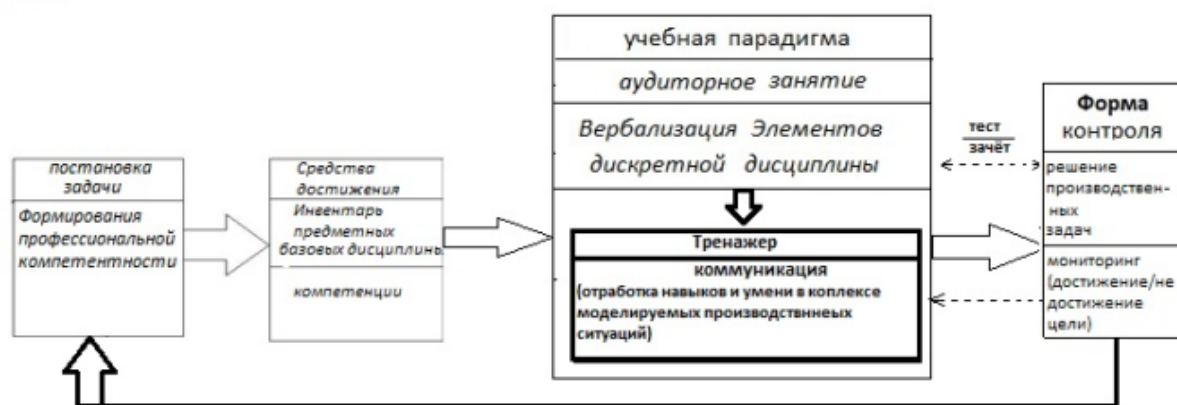 постановка
задачи
Формирования
профессиональной
компетентности
Средства
достижения
Инвентарь
предметных
базовых дисциплинь
компетенции
учебная парадигма
аудиторное занятие
Вербализация Элементов
дискретной дисциплины
Тренажер
коммуникация
(отработка навыков и умени в коплексе
моделируемых производствннеых
ситуаций)
тест
зачёт
Форма
контроля
решение
производствен-
ных
задач
мониторинг
(достижение/не
достижение
цели)